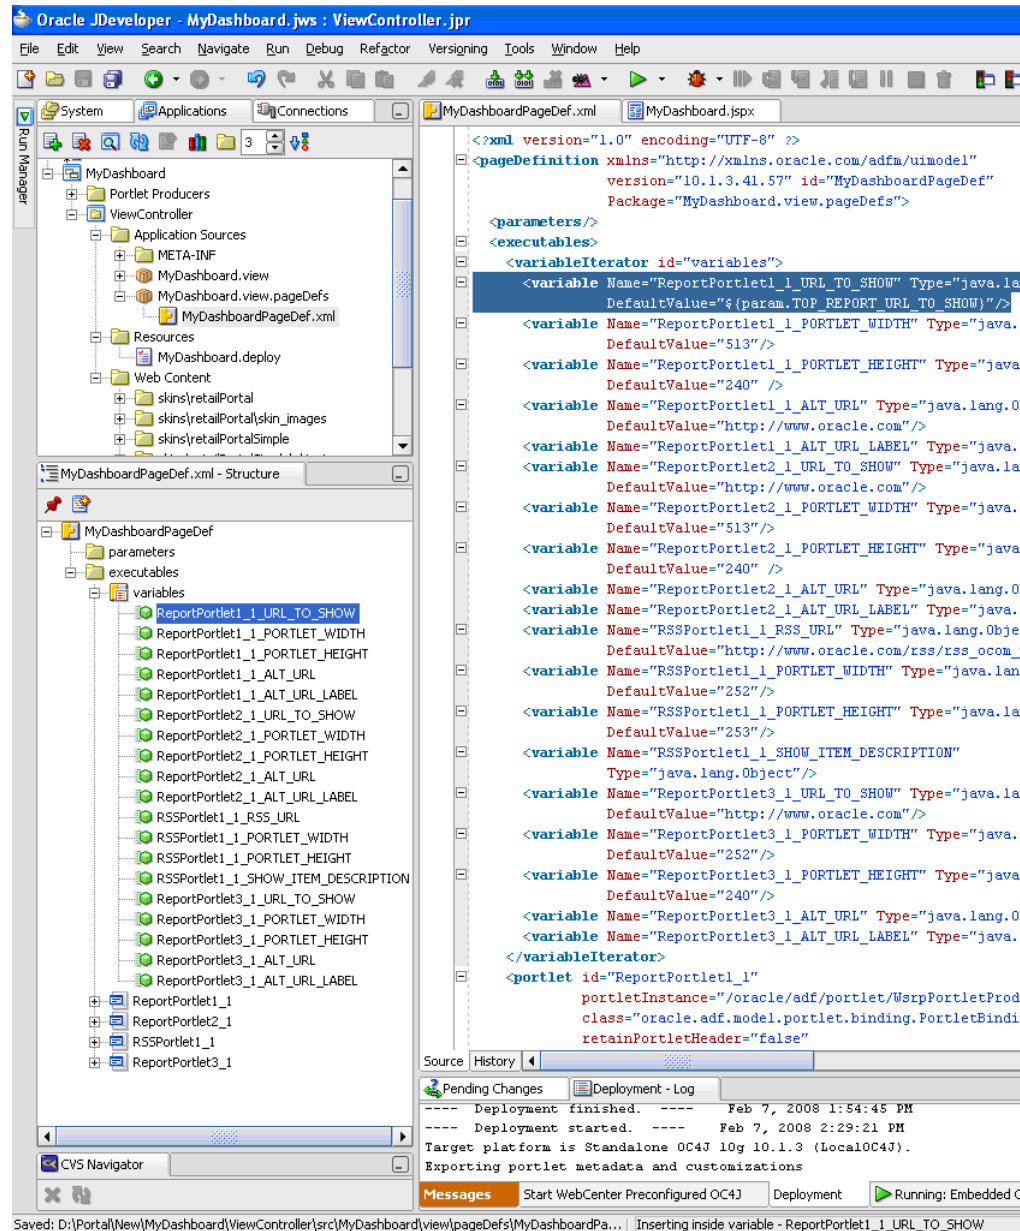 Oracle JDeveloper - MyDashboard.jws : ViewController.jpr
File Edit View Search Navigate Run Debug Refactor Versioning Tools Window Help
Run Manager
System Applications Connections
3
MyDashboard
Portlet Producers
ViewController
Application Sources
META-INF
MyDashboard.view
MyDashboard.view.pageDefs
MyDashboardPageDef.xml
Resources
MyDashboard.deploy
Web Content
skins\retailPortal
skins\retailPortal\skin_images
skins\retailPortalSimple
MyDashboardPageDef.xml - Structure
MyDashboardPageDef
parameters
executables
variables
ReportPortlet1_1_URL_TO_SHOW
ReportPortlet1_1_PORTLET_WIDTH
ReportPortlet1_1_PORTLET_HEIGHT
ReportPortlet1_1_ALT_URL
ReportPortlet1_1_ALT_URL_LABEL
ReportPortlet2_1_URL_TO_SHOW
ReportPortlet2_1_PORTLET_WIDTH
ReportPortlet2_1_PORTLET_HEIGHT
ReportPortlet2_1_ALT_URL
ReportPortlet2_1_ALT_URL_LABEL
RSSPortlet1_1_RSS_URL
RSSPortlet1_1_PORTLET_WIDTH
RSSPortlet1_1_PORTLET_HEIGHT
RSSPortlet1_1_SHOW_ITEM_DESCRIPTION
ReportPortlet3_1_URL_TO_SHOW
ReportPortlet3_1_PORTLET_WIDTH
ReportPortlet3_1_PORTLET_HEIGHT
ReportPortlet3_1_ALT_URL
ReportPortlet3_1_ALT_URL_LABEL
ReportPortlet1_1
ReportPortlet2_1
RSSPortlet1_1
ReportPortlet3_1
CVS Navigator
MyDashboardPageDef.xml MyDashboard.jspx
<?xml version="1.0" encoding="UTF-8" ?>
<pageDefinition xmlns="http://xmlns.oracle.com/adfm/uimodel"
version="10.1.3.41.57" id="MyDashboardPageDef"
Package="MyDashboard.view.pageDefs">
<parameters/>
<executables>
<variableIterator id="variables">
<variable Name="ReportPortlet1_1_URL_TO_SHOW" Type="java.la
DefaultValue="${param.TOP_REPORT_URL_TO_SHOW}"/>
<variable Name="ReportPortlet1_1_PORTLET_WIDTH" Type="java.
DefaultValue="513"/>
<variable Name="ReportPortlet1_1_PORTLET_HEIGHT" Type="java
DefaultValue="240" />
<variable Name="ReportPortlet1_1_ALT_URL" Type="java.lang.O
DefaultValue="http://www.oracle.com"/>
<variable Name="ReportPortlet1_1_ALT_URL_LABEL" Type="java.
<variable Name="ReportPortlet2_1_URL_TO_SHOW" Type="java.la
DefaultValue="http://www.oracle.com"/>
<variable Name="ReportPortlet2_1_PORTLET_WIDTH" Type="java.
DefaultValue="513"/>
<variable Name="ReportPortlet2_1_PORTLET_HEIGHT" Type="java
DefaultValue="240" />
<variable Name="ReportPortlet2_1_ALT_URL" Type="java.lang.O
<variable Name="ReportPortlet2_1_ALT_URL_LABEL" Type="java.
<variable Name="RSSPortlet1_1_RSS_URL" Type="java.lang.Obje
DefaultValue="http://www.oracle.com/rss/rss_ocom_
<variable Name="RSSPortlet1_1_PORTLET_WIDTH" Type="java.lan
DefaultValue="252"/>
<variable Name="RSSPortlet1_1_PORTLET_HEIGHT" Type="java.la
DefaultValue="253"/>
<variable Name="RSSPortlet1_1_SHOW_ITEM_DESCRIPTION"
Type="java.lang.Object"/>
<variable Name="ReportPortlet3_1_URL_TO_SHOW" Type="java.la
DefaultValue="http://www.oracle.com"/>
<variable Name="ReportPortlet3_1_PORTLET_WIDTH" Type="java.
DefaultValue="252"/>
<variable Name="ReportPortlet3_1_PORTLET_HEIGHT" Type="java
DefaultValue="240"/>
<variable Name="ReportPortlet3_1_ALT_URL" Type="java.lang.O
<variable Name="ReportPortlet3_1_ALT_URL_LABEL" Type="java.
</variableIterator>
<portlet id="ReportPortlet1_1"
portletInstance="/oracle/adf/portlet/WsrpPortletProd
class="oracle.adf.model.portlet.binding.PortletBindi
retainPortletHeader="false"
Source History
Pending Changes Deployment - Log
---- Deployment finished. ---- Feb 7, 2008 1:54:45 PM
---- Deployment started. ---- Feb 7, 2008 2:29:21 PM
Target platform is Standalone OC4J 10g 10.1.3 (LocalOC4J).
Exporting portlet metadata and customizations
Messages Start WebCenter Preconfigured OC4J Deployment Running: Embedded
Saved: D:\Portal\New\MyDashboard\ViewController\src\MyDashboard\view\pageDefs\MyDashboardPa... Inserting inside variable - ReportPortlet1_1_URL_TO_SHOW